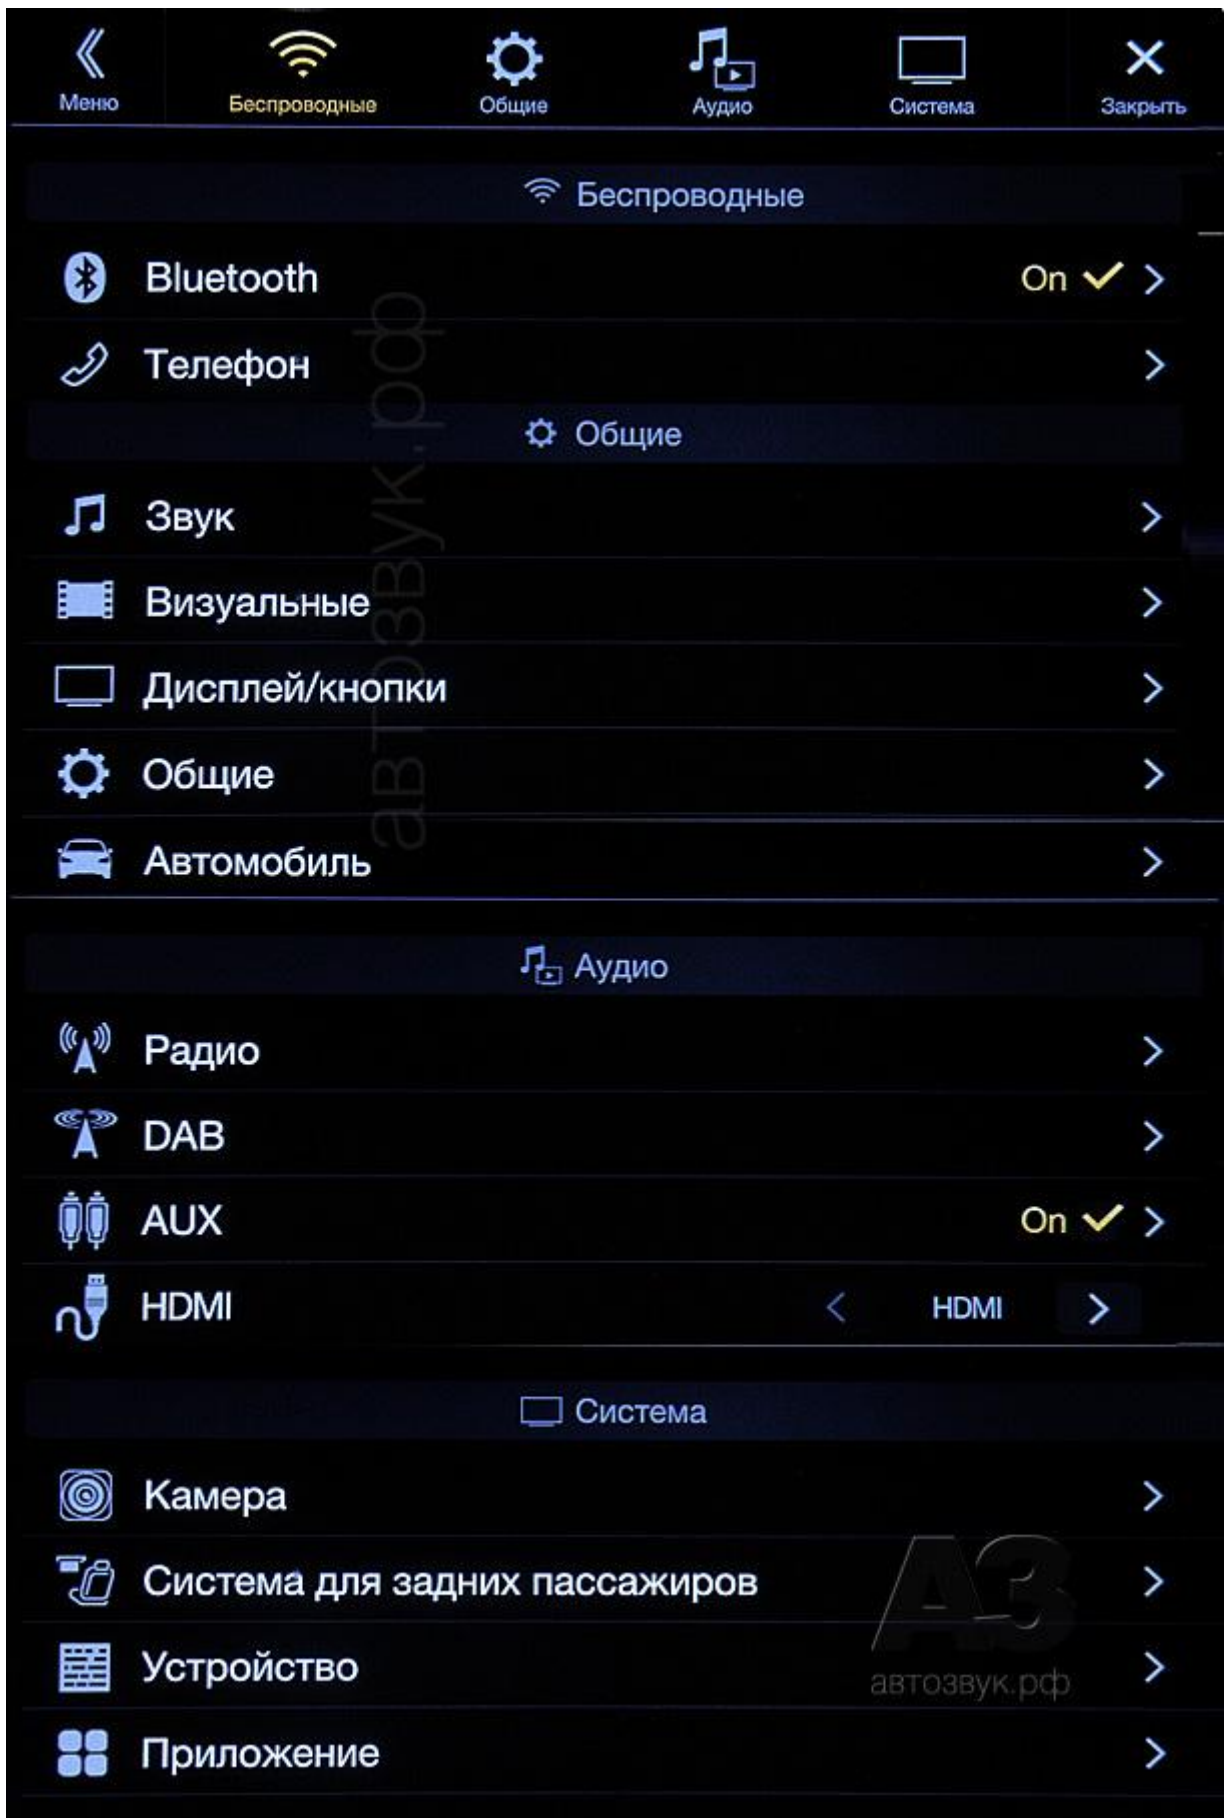 Меню Беспроводные Общие Аудио Система Закрыть
Беспроводные
Bluetooth On
Телефон
Общие
Звук
Визуальные
Дисплей/кнопки
Общие
Автомобиль
автозвук.рф
Аудио
Радио
DAB
AUX On
HDMI HDMI
Система
Камера
Система для задних пассажиров
АЗ
автозвук.рф
Устройство
Приложение